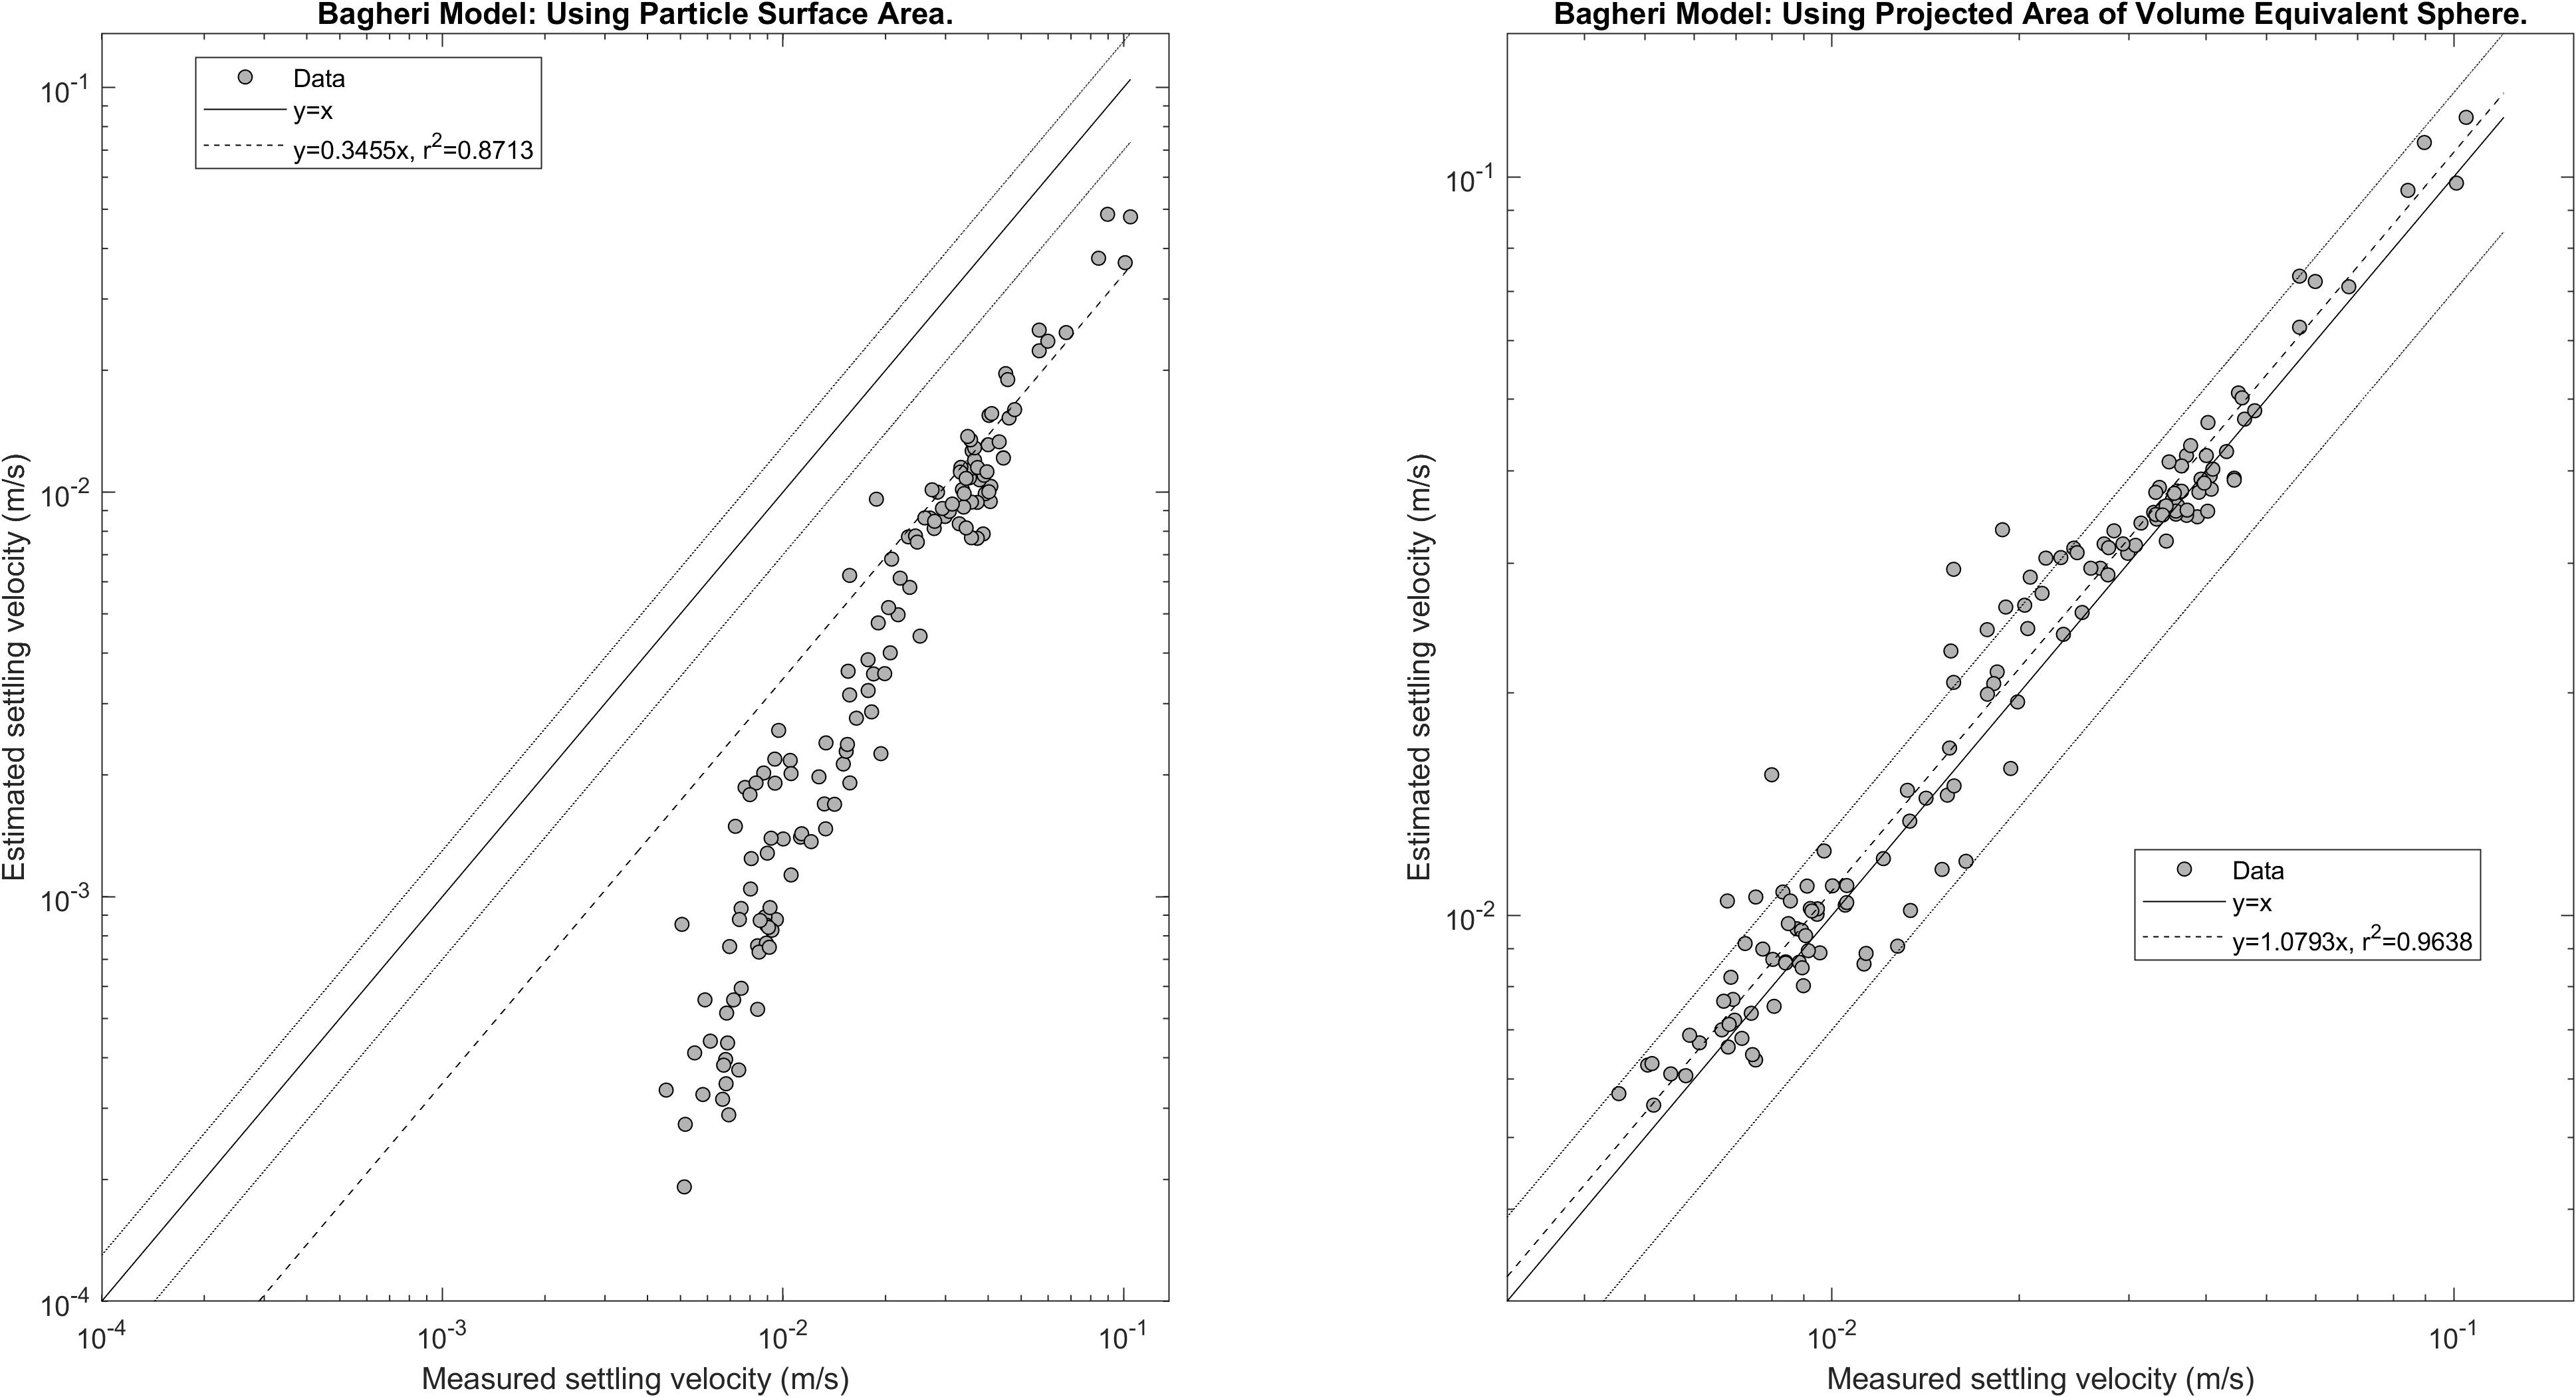 Bagheri Model: Using Particle Surface Area.
Data
y=x
y=0.3455x, r²=0.8713
Estimated settling velocity (m/s)
10⁻¹
10⁻²
10⁻³
10⁻⁴
10⁻⁴ 10⁻³ 10⁻² 10⁻¹
Measured settling velocity (m/s)
Bagheri Model: Using Projected Area of Volume Equivalent Sphere.
Estimated settling velocity (m/s)
10⁻¹
10⁻²
Data
y=x
y=1.0793x, r²=0.9638
10⁻² 10⁻¹
Measured settling velocity (m/s)